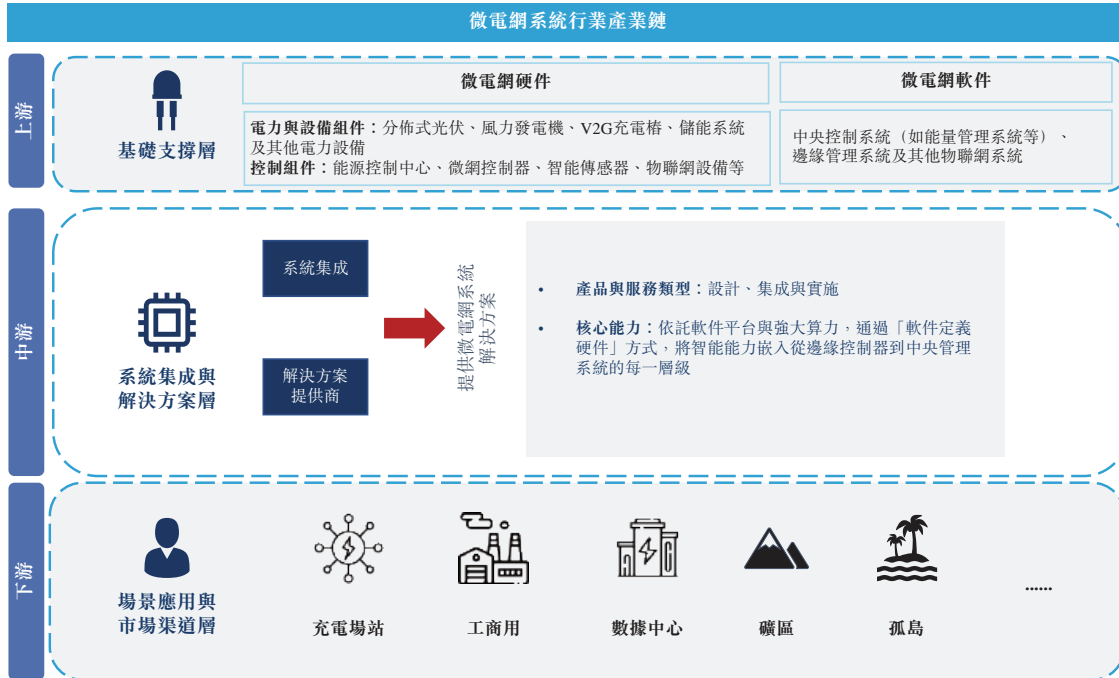 微電網系統行業產業鏈
上游
基礎支撐層
微電網硬件
電力與設備組件：分佈式光伏、風力發電機、V2G充電樁、儲能系統
及其他電力設備
控制組件：能源控制中心、微網控制器、智能傳感器、物聯網設備等
微電網軟件
中央控制系統（如能量管理系統等）、
邊緣管理系統及其他物聯網系統
中游
系統集成與
解決方案層
系統集成
解決方案
提供商
提供微電網系統
解決方案
• 產品與服務類型：設計、集成與實施
• 核心能力：依託軟件平台與強大算力，通過「軟件定義
硬件」方式，將智能能力嵌入從邊緣控制器到中央管理
系統的每一層級
下游
場景應用與
市場渠道層
充電場站
工商用
數據中心
礦區
孤島
......